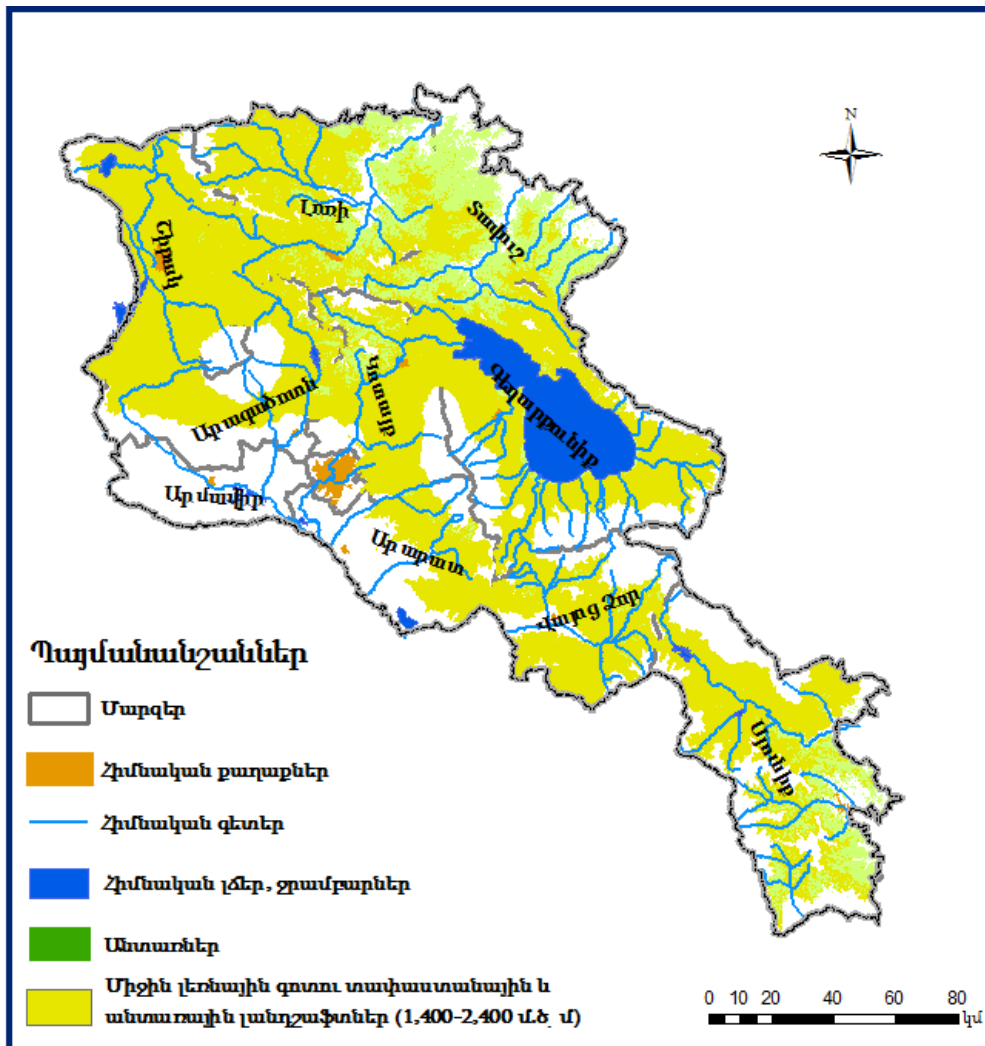 N
Լոռի
Տավուշ
Շիրակ
Կոտայք
Գեղարքունիք
Արագածոտն
Արմավիր
Արարատ
Վայոց Ձոր
Սյունիք
Պայմանանշաններ
Մարզեր
Հիմնական քաղաքներ
Հիմնական գետեր
Հիմնական լճեր, ջրամբարներ
Անտառներ
Միջին լեռնային գոտու տափաստանային և
անտառային լանդշաֆտներ (1,400-2,400 մ.ծ. մ)
0 10 20 40 60 80
կմ